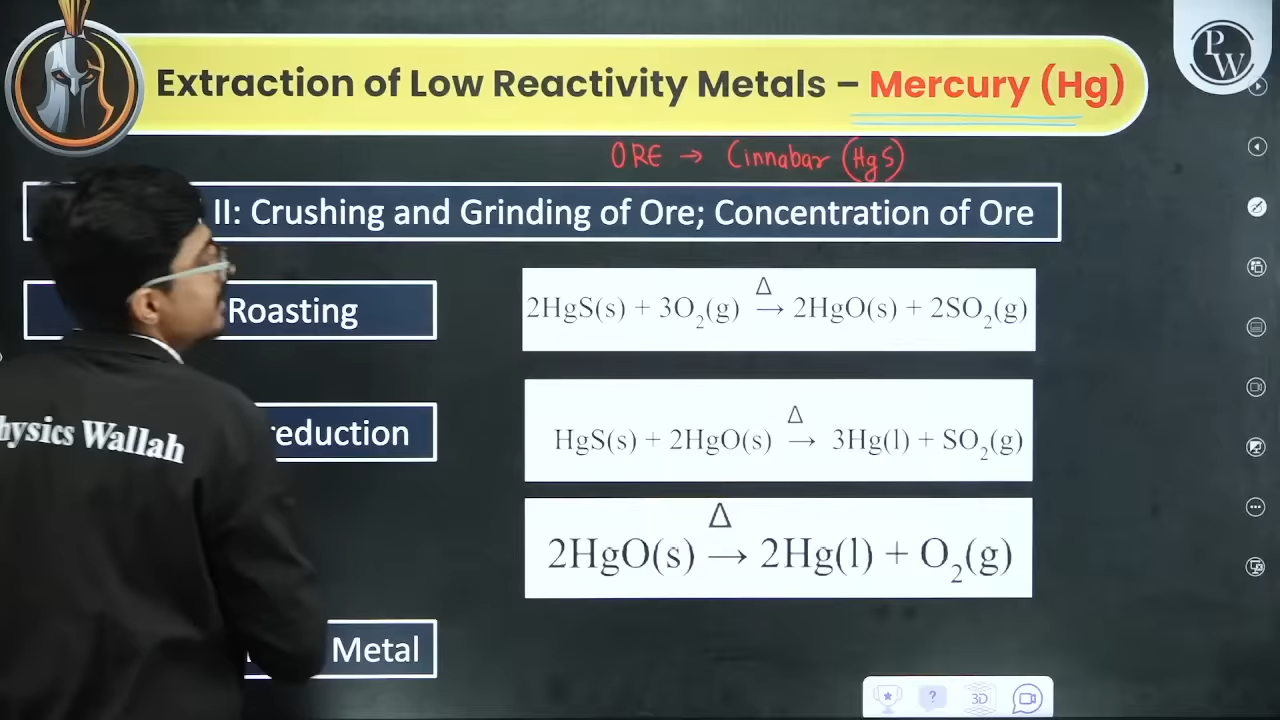 P
W
Extraction of Low Reactivity Metals – Mercury (Hg)
ORE → Cinnabar (HgS)
II: Crushing and Grinding of Ore; Concentration of Ore
Roasting
2HgS(s) + 3O₂(g) Δ→ 2HgO(s) + 2SO₂(g)
reduction
HgS(s) + 2HgO(s) Δ→ 3Hg(l) + SO₂(g)
hysics Wallah
2HgO(s) Δ→ 2Hg(l) + O₂(g)
Metal
?
3D